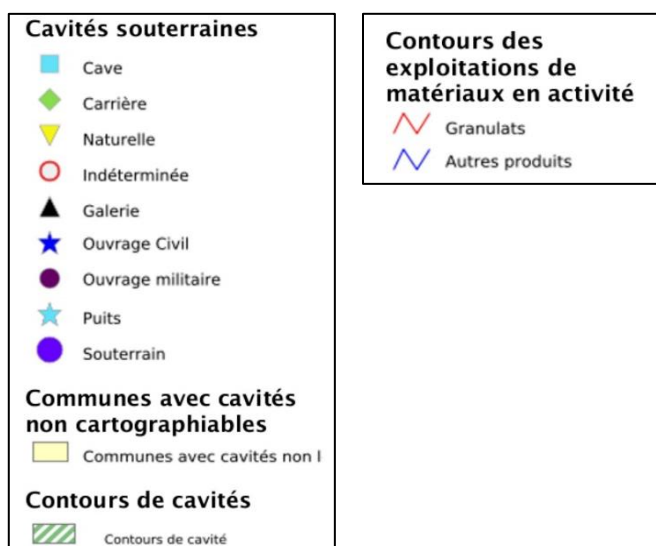 Cavités souterraines
Cave
Carrière
Naturelle
Indéterminée
Galerie
Ouvrage Civil
Ouvrage militaire
Puits
Souterrain
Communes avec cavités
non cartographiables
Communes avec cavités non l
Contours de cavités
Contours de cavité
Contours des
exploitations de
matériaux en activité
Granulats
Autres produits